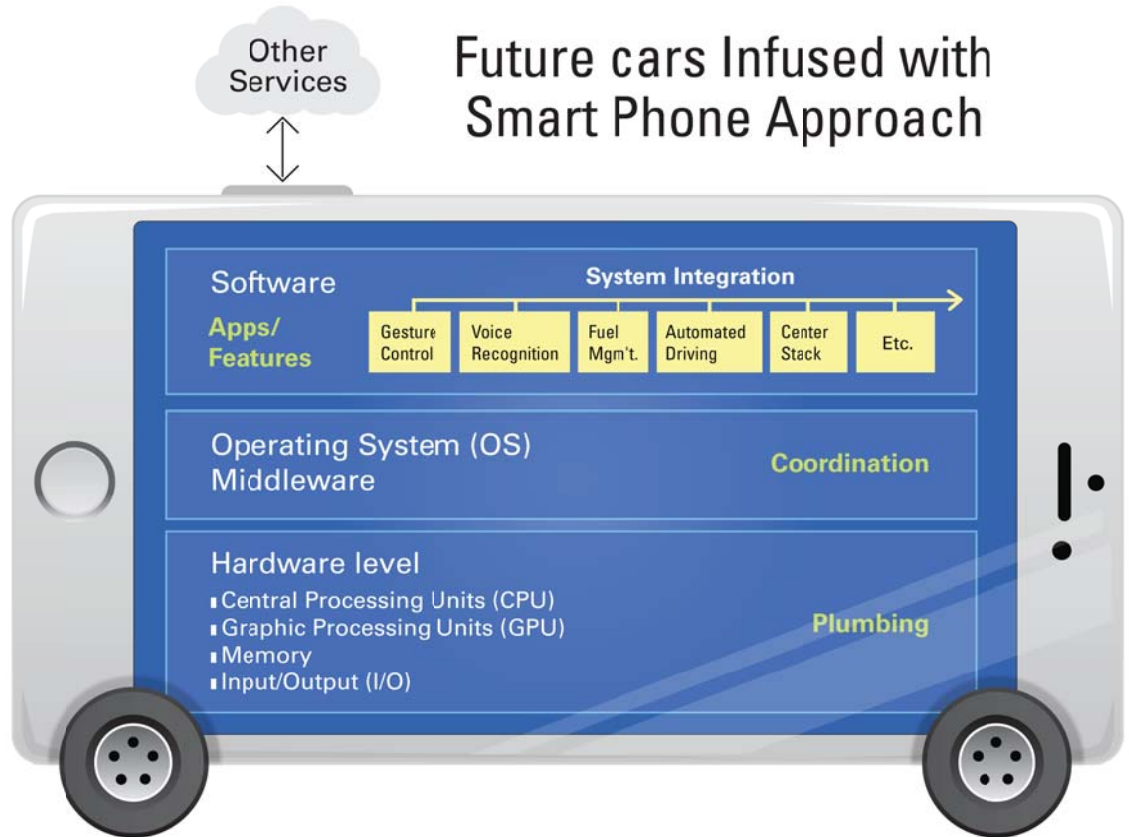 Other
Services
Future cars Infused with
Smart Phone Approach
Software
System Integration
Apps/
Features
Gesture
Control
Voice
Recognition
Fuel
Mgm't.
Automated
Driving
Center
Stack
Etc.
Operating System (OS)
Middleware
Coordination
Hardware level
Central Processing Units (CPU)
Graphic Processing Units (GPU)
Memory
Input/Output (I/O)
Plumbing